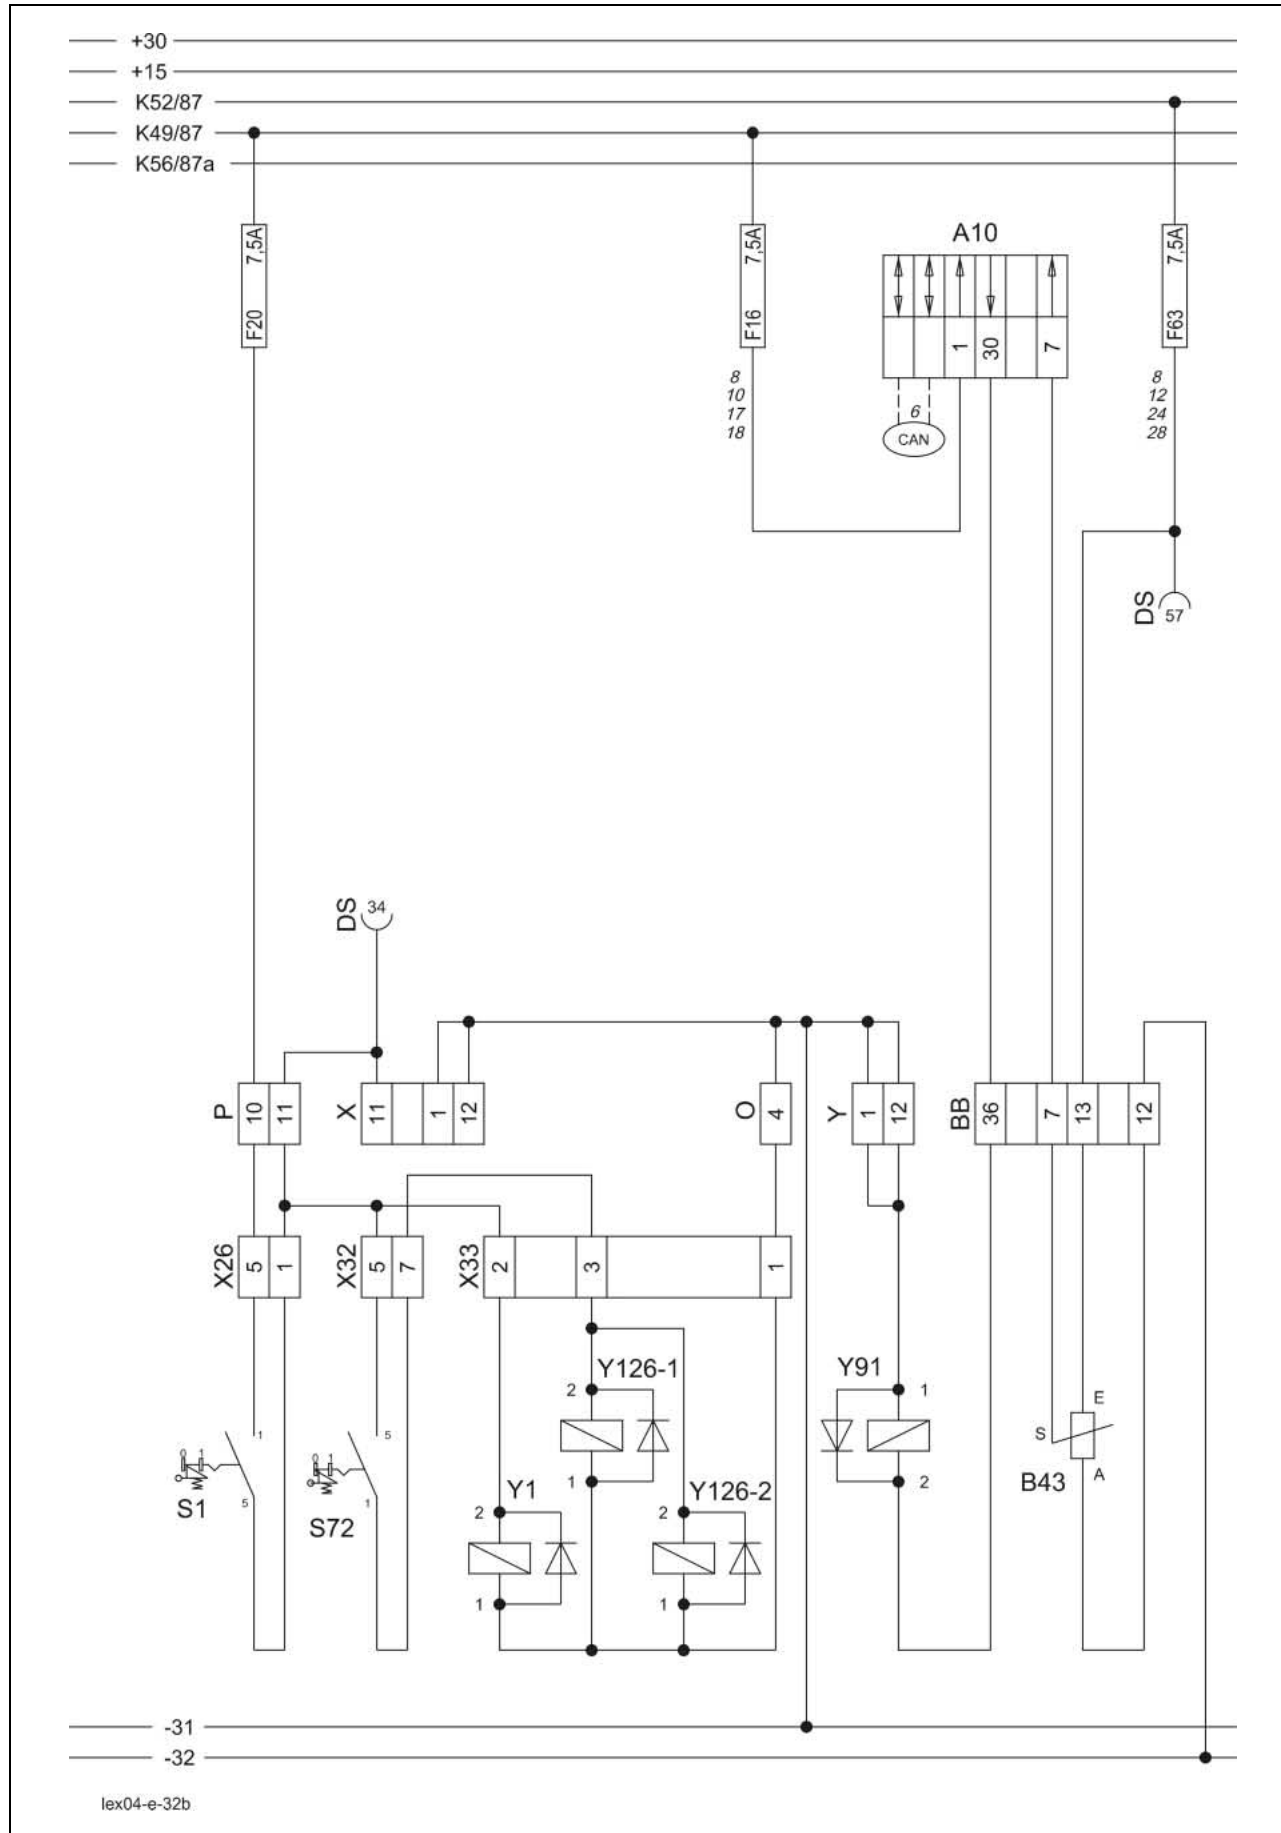 +30
+15
K52/87
K49/87
K56/87a
F20 7,5A
F16 7,5A
A10
F63 7,5A
1 30 7
8
10
17
18
6
CAN
8
12
24
28
DS 57
DS 34
P 10 11
X 11 1 12
O 4
Y 1 12
BB 36 7 13 12
X26 5 1
X32 5 7
X33 2 3 1
Y126-1
2
1
Y91
1
2
E
S
A
B43
0 1
1
5
S1
0 1
5
1
S72
Y1
2
1
Y126-2
2
1
-31
-32
lex04-e-32b